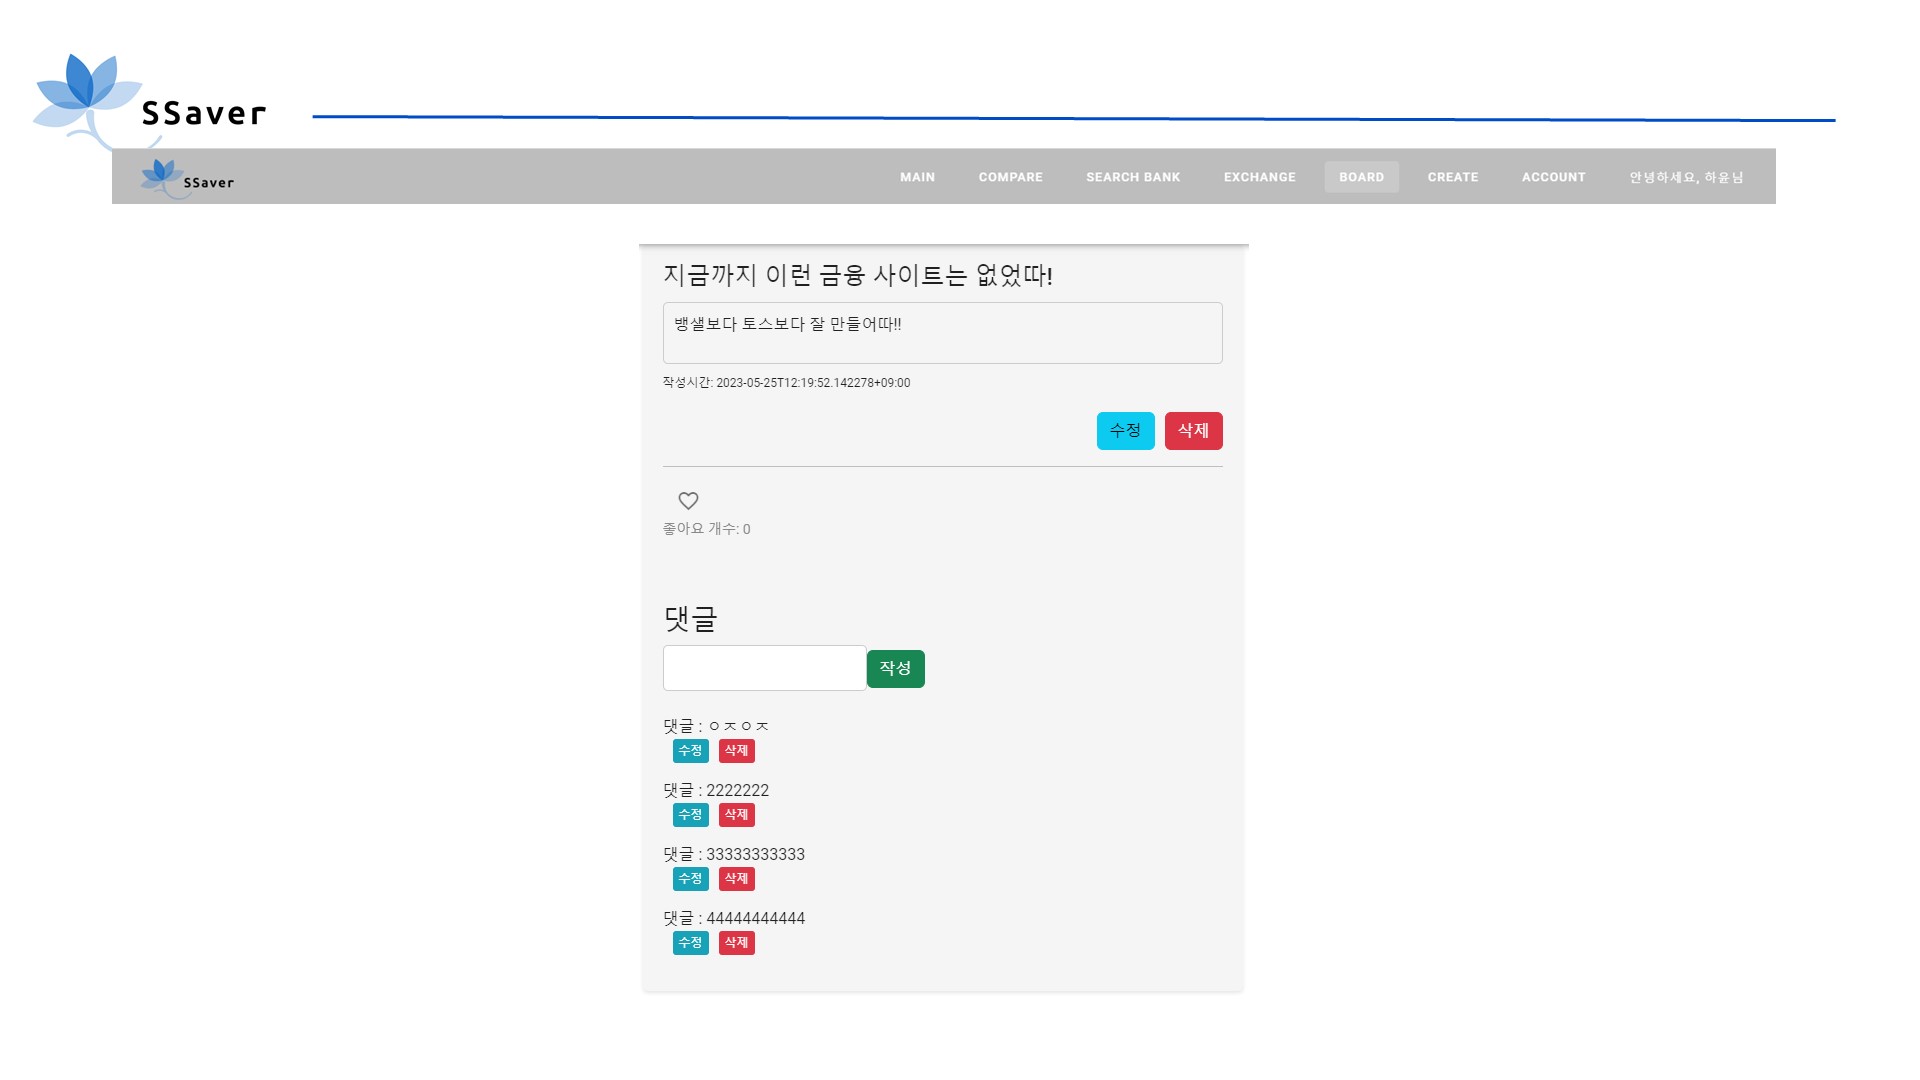 SSaver
SSaver MAIN COMPARE SEARCH BANK EXCHANGE BOARD CREATE ACCOUNT 안녕하세요, 하윤님
지금까지 이런 금융 사이트는 없었따!
뱅샐보다 토스보다 잘 만들어따!!
작성시간: 2023-05-25T12:19:52.142278+09:00
수정 삭제
좋아요 개수: 0
댓글
작성
댓글 : ㅇㅈㅇㅈ
수정 삭제
댓글 : 2222222
수정 삭제
댓글 : 33333333333
수정 삭제
댓글 : 44444444444
수정 삭제